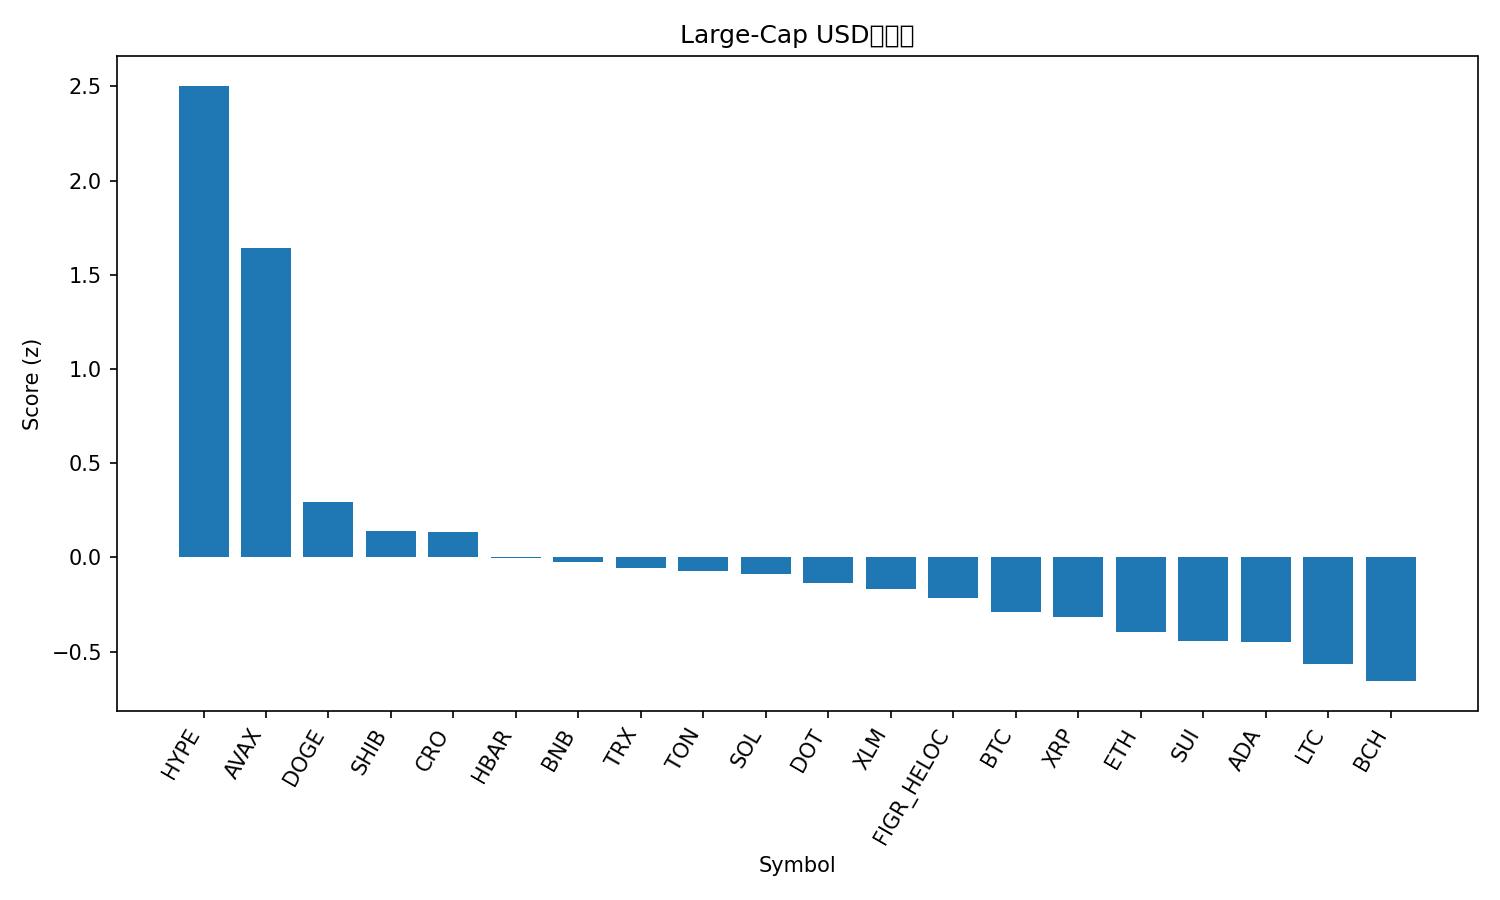 Large-Cap USD
Score (z)
2.5
2.0
1.5
1.0
0.5
0.0
−0.5
HYPE
AVAX
DOGE
SHIB
CRO
HBAR
BNB
TRX
TON
SOL
DOT
XLM
FIGR_HELOC
BTC
XRP
ETH
SUI
ADA
LTC
BCH
Symbol